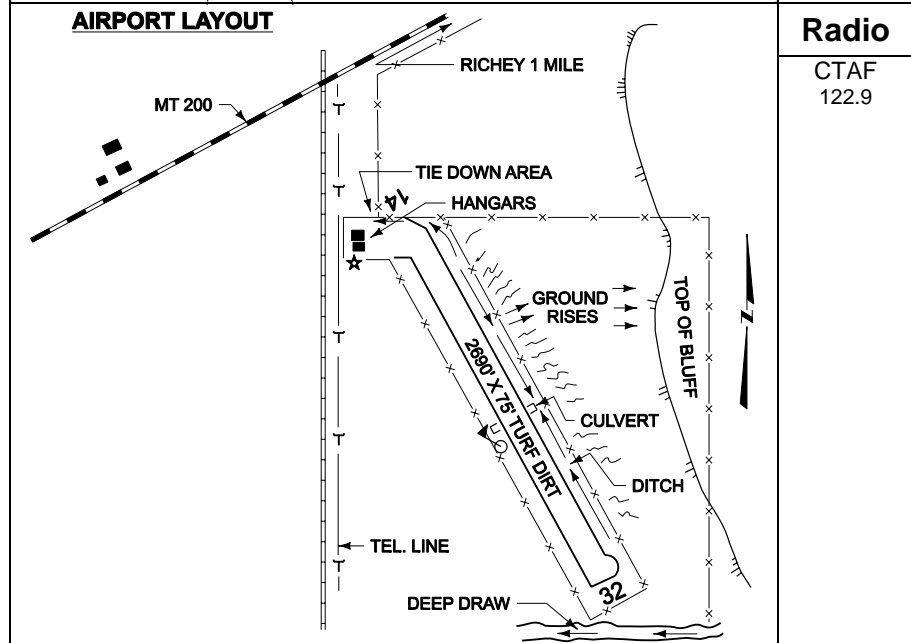 AIRPORT LAYOUT
Radio
CTAF
122.9
RICHEY 1 MILE
MT 200
TIE DOWN AREA
14
HANGARS
GROUND
RISES
TOP OF BLUFF
N
2690' X 75' TURF DIRT
CULVERT
DITCH
TEL. LINE
32
DEEP DRAW